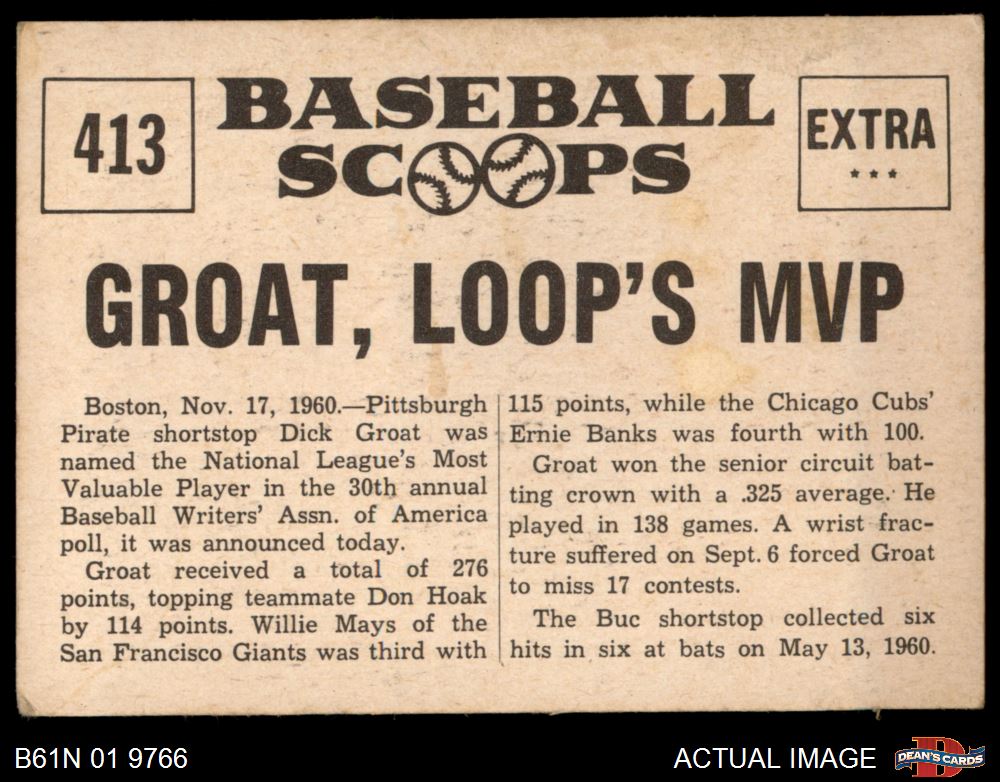 413
BASEBALL
SCOOPS
EXTRA
***
GROAT, LOOP'S MVP
Boston, Nov. 17, 1960.—Pittsburgh
Pirate shortstop Dick Groat was
named the National League's Most
Valuable Player in the 30th annual
Baseball Writers' Assn. of America
poll, it was announced today.
Groat received a total of 276
points, topping teammate Don Hoak
by 114 points. Willie Mays of the
San Francisco Giants was third with
115 points, while the Chicago Cubs'
Ernie Banks was fourth with 100.
Groat won the senior circuit bat-
ting crown with a .325 average. He
played in 138 games. A wrist frac-
ture suffered on Sept. 6 forced Groat
to miss 17 contests.
The Buc shortstop collected six
hits in six at bats on May 13, 1960.
B61N 01 9766
ACTUAL IMAGE
D
DEAN'S CARDS